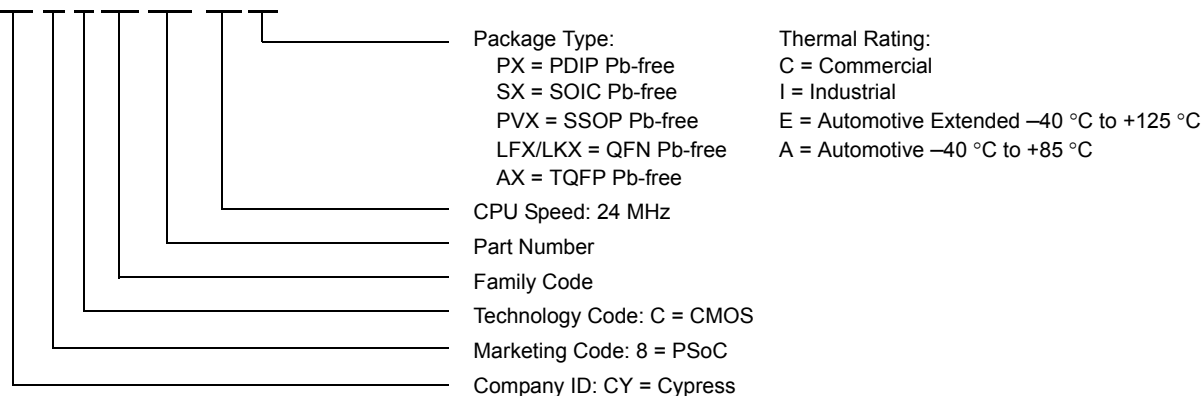 Package Type:
PX = PDIP Pb-free
SX = SOIC Pb-free
PVX = SSOP Pb-free
LFX/LKX = QFN Pb-free
AX = TQFP Pb-free
Thermal Rating:
C = Commercial
I = Industrial
E = Automotive Extended –40 °C to +125 °C
A = Automotive –40 °C to +85 °C
CPU Speed: 24 MHz
Part Number
Family Code
Technology Code: C = CMOS
Marketing Code: 8 = PSoC
Company ID: CY = Cypress